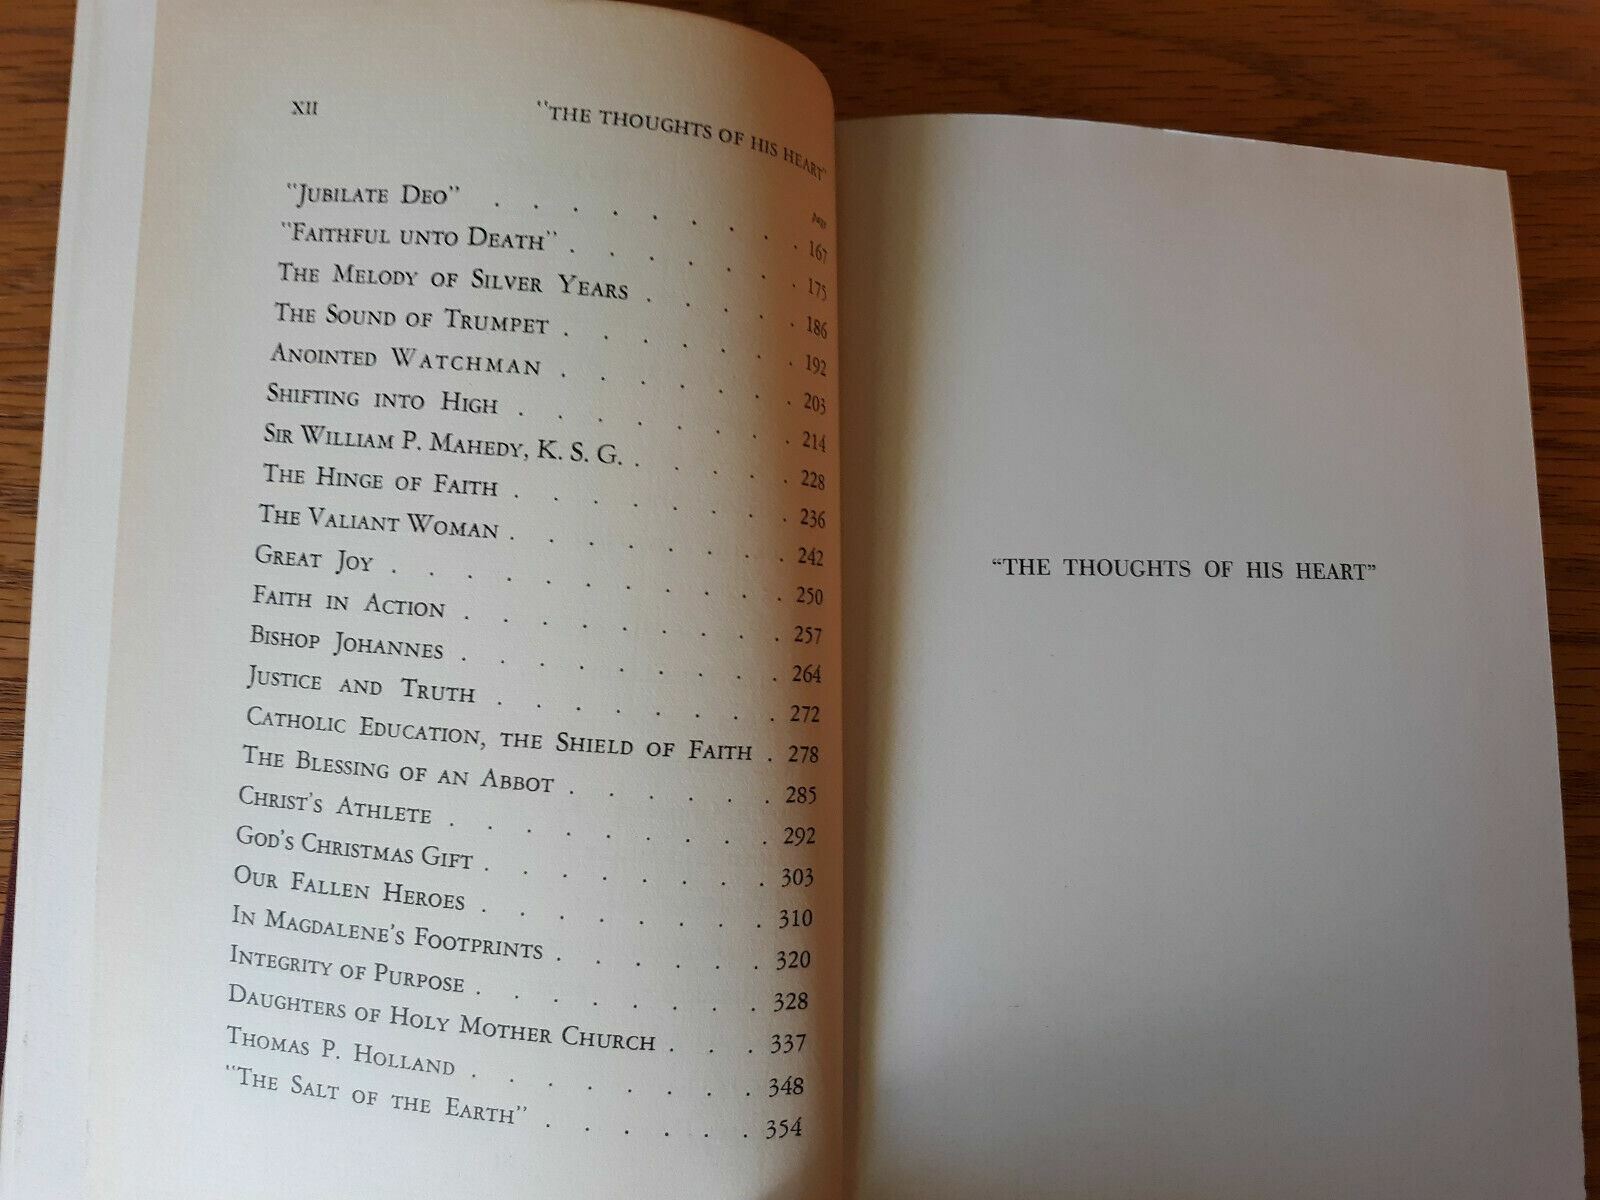 XII "THE THOUGHTS OF HIS HEART"
page
"JUBILATE DEO" . . . . . . . . 167
"FAITHFUL UNTO DEATH" . . . . . . . 175
THE MELODY OF SILVER YEARS . . . . . 186
THE SOUND OF TRUMPET . . . . . . . 192
ANOINTED WATCHMAN . . . . . . . 203
SHIFTING INTO HIGH . . . . . . . . 214
SIR WILLIAM P. MAHEDY, K. S. G. . . . . . 228
THE HINGE OF FAITH . . . . . . . . 236
THE VALIANT WOMAN . . . . . . . . 242
GREAT JOY . . . . . . . . . . 250
FAITH IN ACTION . . . . . . . . . 257
BISHOP JOHANNES . . . . . . . . . 264
JUSTICE AND TRUTH . . . . . . . . 272
CATHOLIC EDUCATION, THE SHIELD OF FAITH . 278
THE BLESSING OF AN ABBOT . . . . . . 285
CHRIST'S ATHLETE . . . . . . . . . 292
GOD'S CHRISTMAS GIFT . . . . . . . . 303
OUR FALLEN HEROES . . . . . . . . 310
IN MAGDALENE'S FOOTPRINTS . . . . . . 320
INTEGRITY OF PURPOSE . . . . . . . . 328
DAUGHTERS OF HOLY MOTHER CHURCH . . . 337
THOMAS P. HOLLAND . . . . . . . . 348
"THE SALT OF THE EARTH" . . . . . . 354
"THE THOUGHTS OF HIS HEART"